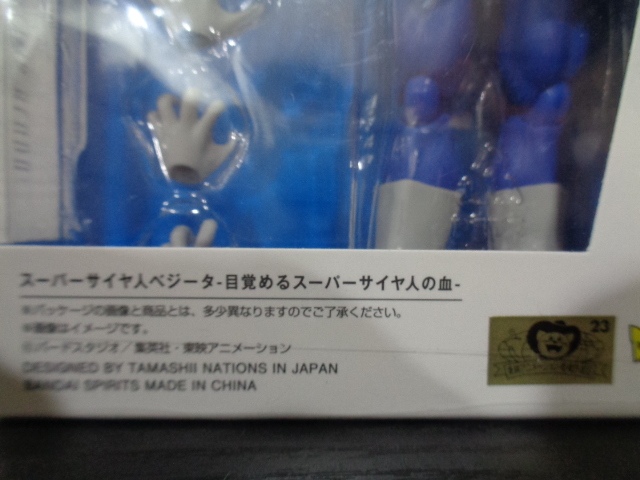 スーパーサイヤ人ベジータ-目覚めるスーパーサイヤ人の血-
※パッケージの画像と商品とは、多少異なりますのでご了承ください。
※画像はイメージです。
©バードスタジオ／集英社・東映アニメーション
DESIGNED BY TAMASHII NATIONS IN JAPAN
BANDAI SPIRITS MADE IN CHINA
23